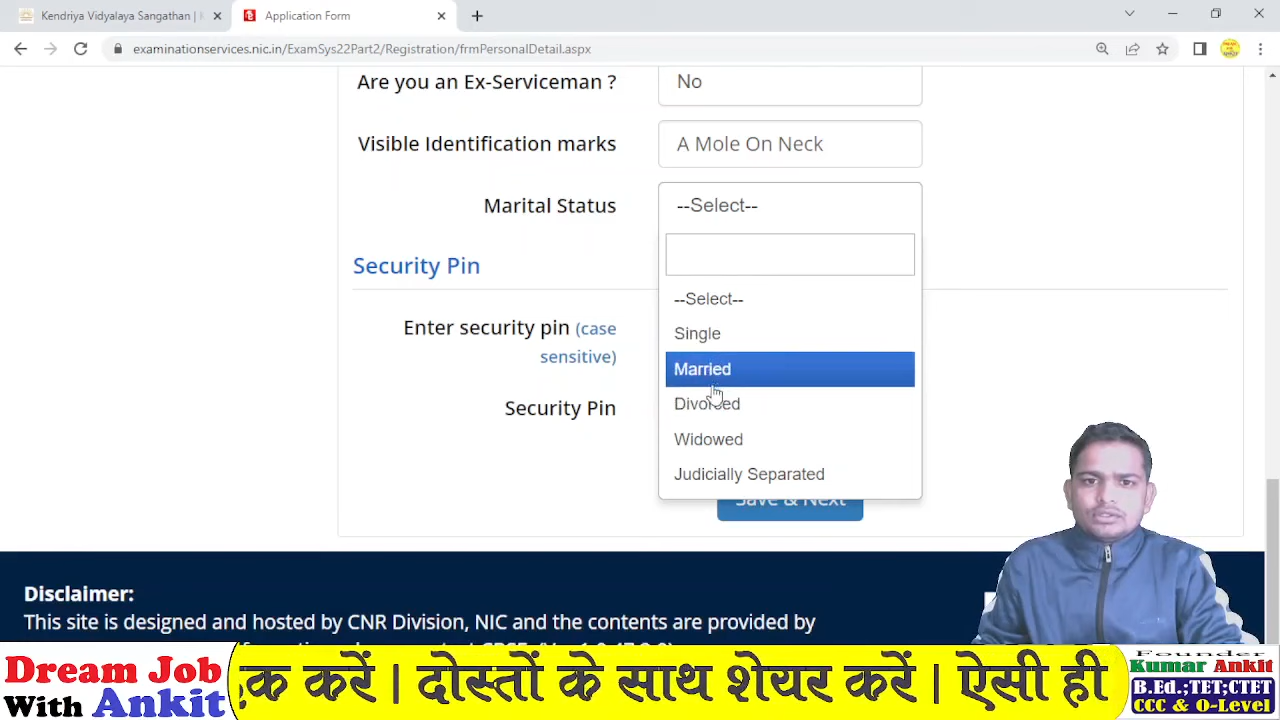 Kendriya Vidyalaya Sangathan |
Application Form
examinationservices.nic.in/ExamSys22Part2/Registration/frmPersonalDetail.aspx
Are you an Ex-Serviceman ?
No
Visible Identification marks
A Mole On Neck
Marital Status
--Select--
--Select--
Single
Married
Divorced
Widowed
Judicially Separated
Security Pin
Enter security pin (case
sensitive)
Security Pin
Save & Next
Disclaimer:
This site is designed and hosted by CNR Division, NIC and the contents are provided by
Dream Job
With Ankit
करें | दोस्तों के साथ शेयर करें | ऐसी ही
Founder
Kumar Ankit
B.Ed.;TET;CTET
CCC & O-Level